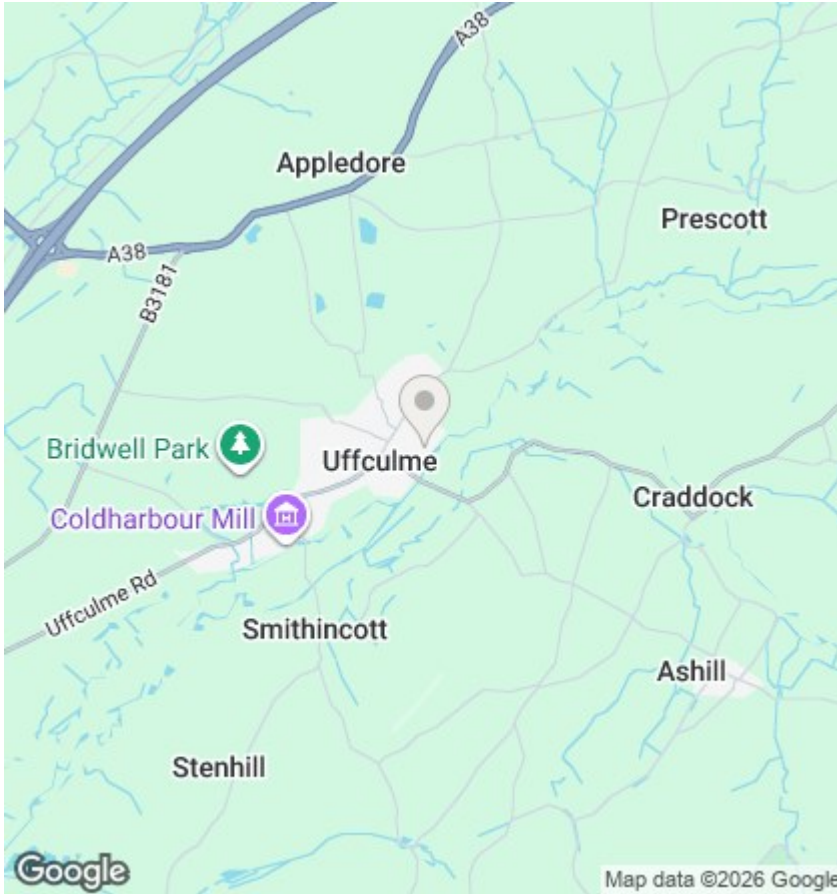 A38
Appledore
Prescott
A38
B3181
Bridwell Park
Uffculme
Coldharbour Mill
Craddock
Uffculme Rd
Smithincott
Ashill
Stenhill
Google
Map data ©2026 Google